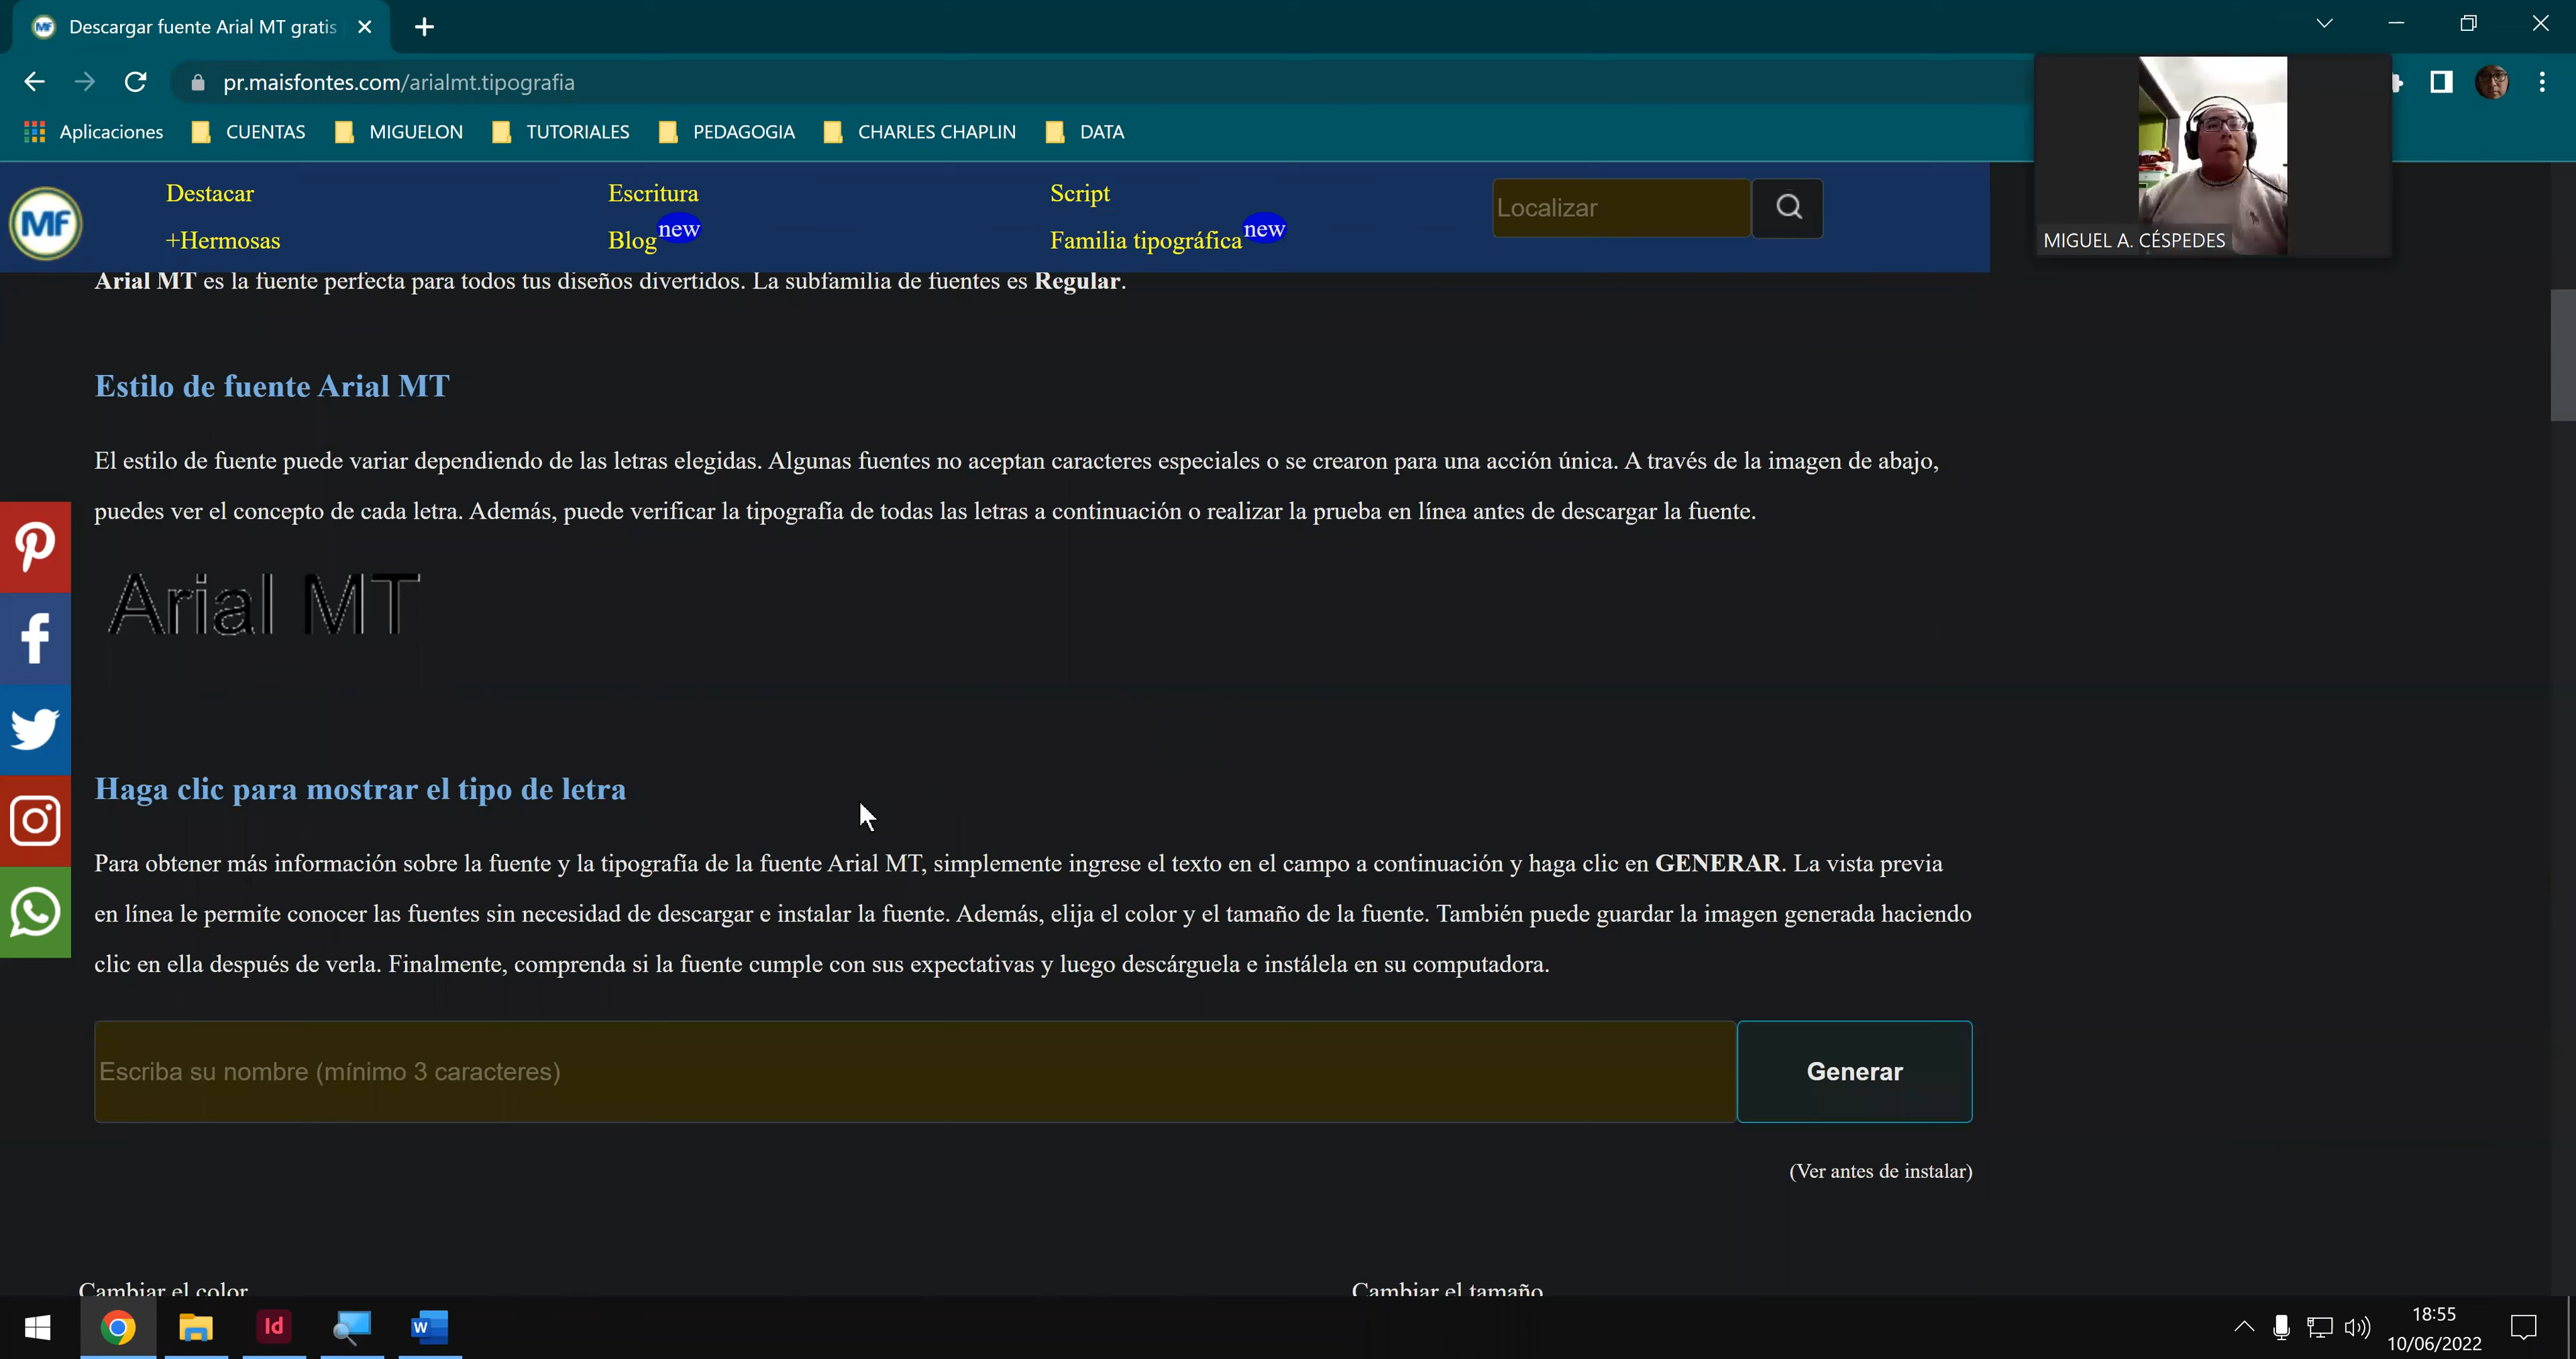 Descargar fuente Arial MT gratis
pr.maisfontes.com/arialmt.tipografia
Aplicaciones CUENTAS MIGUELON TUTORIALES PEDAGOGIA CHARLES CHAPLIN DATA
MF
Destacar Escritura Script
Localizar
+Hermosas Blog new Familia tipográfica new
MIGUEL A. CÉSPEDES
Arial MT es la fuente perfecta para todos tus diseños divertidos. La subfamilia de fuentes es Regular.
Estilo de fuente Arial MT
El estilo de fuente puede variar dependiendo de las letras elegidas. Algunas fuentes no aceptan caracteres especiales o se crearon para una acción única. A través de la imagen de abajo,
puedes ver el concepto de cada letra. Además, puede verificar la tipografía de todas las letras a continuación o realizar la prueba en línea antes de descargar la fuente.
Arial MT
Haga clic para mostrar el tipo de letra
Para obtener más información sobre la fuente y la tipografía de la fuente Arial MT, simplemente ingrese el texto en el campo a continuación y haga clic en GENERAR. La vista previa
en línea le permite conocer las fuentes sin necesidad de descargar e instalar la fuente. Además, elija el color y el tamaño de la fuente. También puede guardar la imagen generada haciendo
clic en ella después de verla. Finalmente, comprenda si la fuente cumple con sus expectativas y luego descárguela e instálela en su computadora.
Escriba su nombre (mínimo 3 caracteres)
Generar
(Ver antes de instalar)
Cambiar el color Cambiar el tamaño
Id W
18:55
10/06/2022